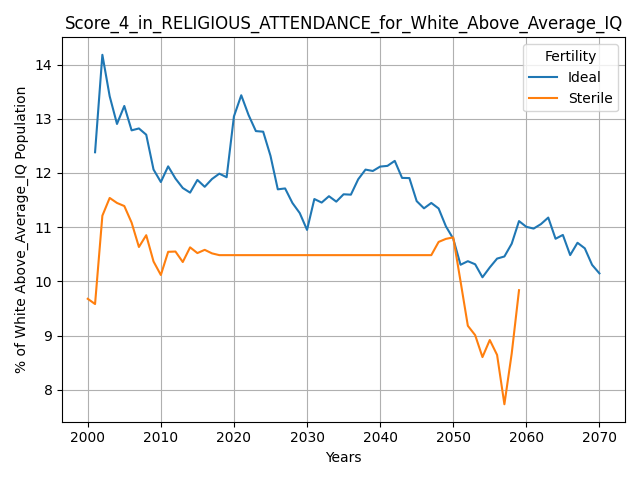 Score_4_in_RELIGIOUS_ATTENDANCE_for_White_Above_Average_IQ
% of White Above_Average_IQ Population
14
13
12
11
10
9
8
Fertility
Ideal
Sterile
2000 2010 2020 2030 2040 2050 2060 2070
Years